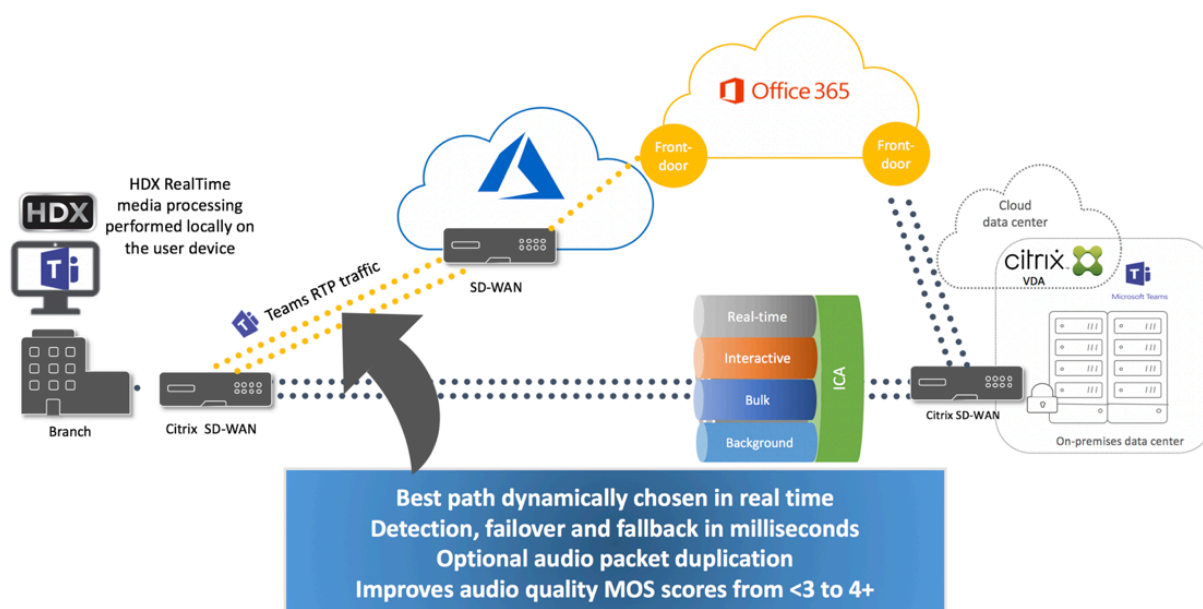 Office 365
Front-
door
Front-
door
HDX
HDX RealTime
media processing
performed locally on
the user device
Cloud
data center
citrix
VDA
Microsoft Teams
T
T
T
SD-WAN
Teams RTP traffic
Real-time
Interactive
Bulk
Background
ICA
Branch
Citrix SD-WAN
Citrix SD-WAN
On-premises data center
Best path dynamically chosen in real time
Detection, failover and fallback in milliseconds
Optional audio packet duplication
Improves audio quality MOS scores from <3 to 4+